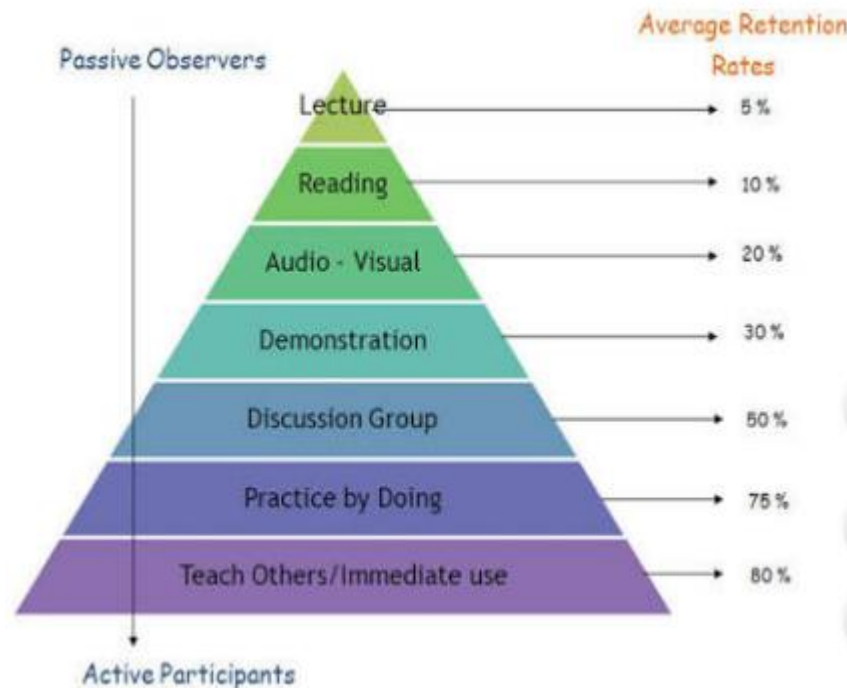 Average Retention
Rates
Passive Observers
Lecture 5 %
Reading 10 %
Audio - Visual 20 %
Demonstration 30 %
Discussion Group 50 %
Practice by Doing 75 %
Teach Others/Immediate use 80 %
Active Participants